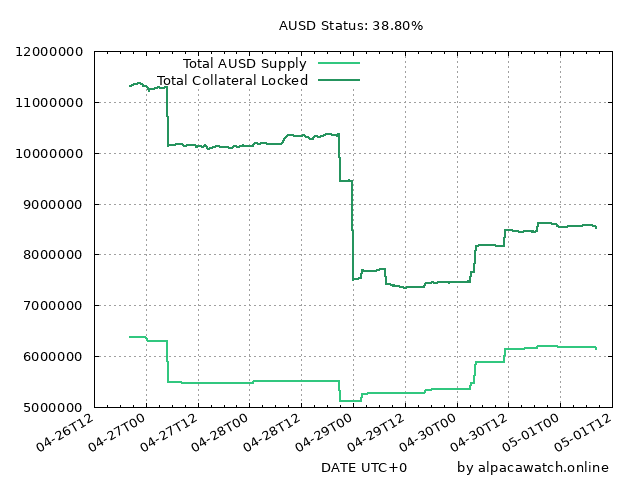 AUSD Status: 38.80%
12000000
Total AUSD Supply
Total Collateral Locked
11000000
10000000
9000000
8000000
7000000
6000000
5000000
04-26T12
04-27T00
04-27T12
04-28T00
04-28T12
04-29T00
04-29T12
04-30T00
04-30T12
05-01T00
05-01T12
DATE UTC+0
by alpacawatch.online